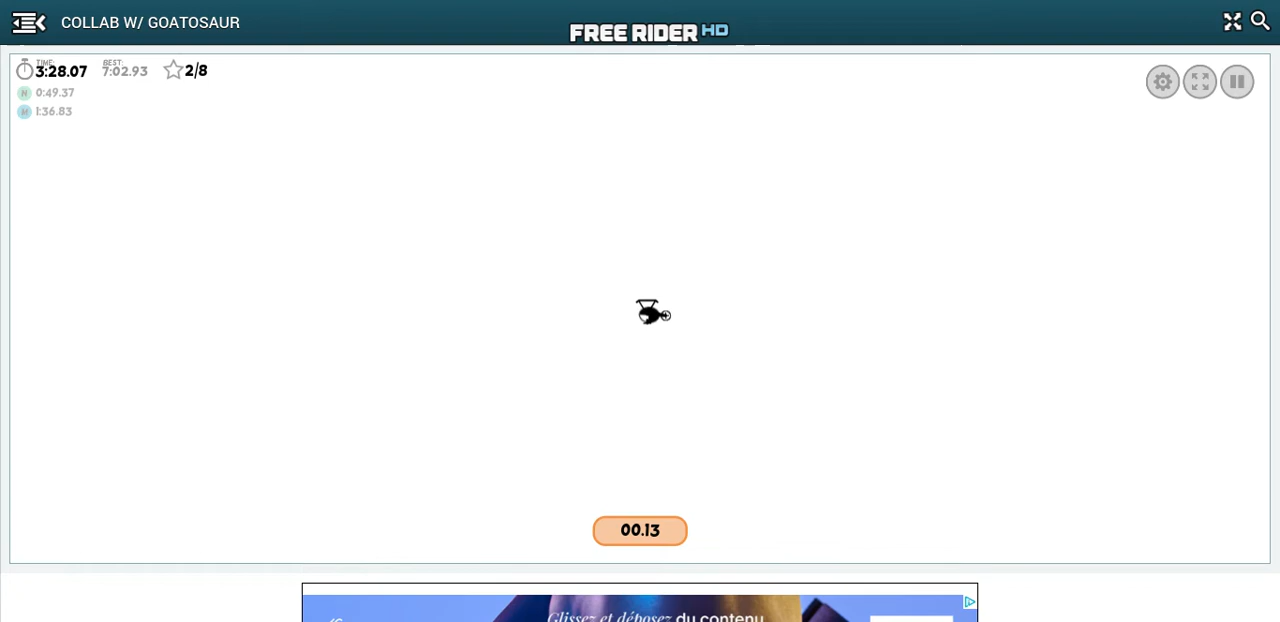 COLLAB W/ GOATOSAUR
FREE RIDER HD
TIME:
3:28.07
BEST:
7:02.93
2/8
N 0:49.37
M 1:36.83
00.13
Glissez et déposez du contenu